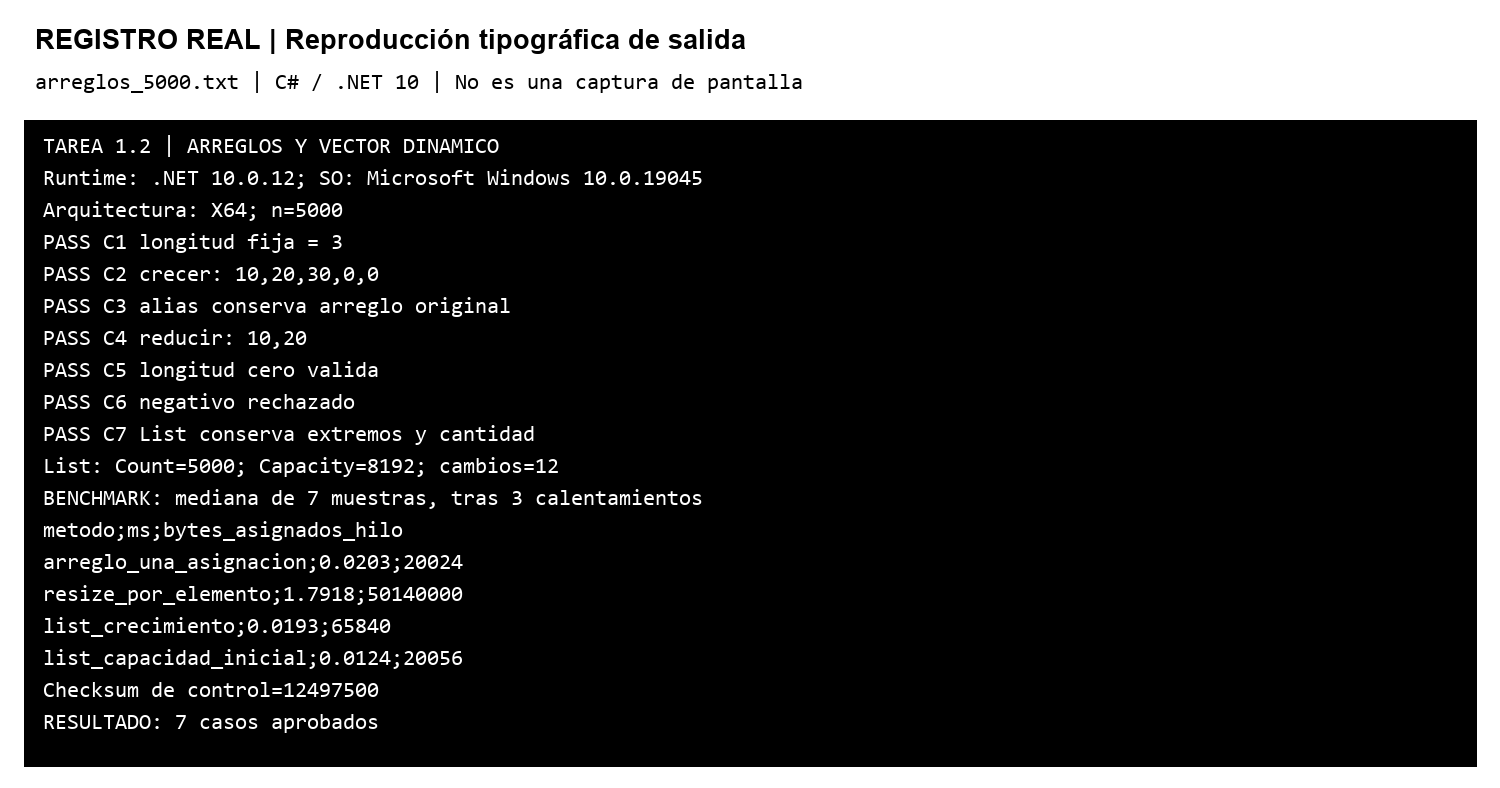 REGISTRO REAL | Reproducción tipográfica de salida
arreglos_5000.txt | C# / .NET 10 | No es una captura de pantalla
TAREA 1.2 | ARREGLOS Y VECTOR DINAMICO
Runtime: .NET 10.0.12; SO: Microsoft Windows 10.0.19045
Arquitectura: X64; n=5000
PASS C1 longitud fija = 3
PASS C2 crecer: 10,20,30,0,0
PASS C3 alias conserva arreglo original
PASS C4 reducir: 10,20
PASS C5 longitud cero valida
PASS C6 negativo rechazado
PASS C7 List conserva extremos y cantidad
List: Count=5000; Capacity=8192; cambios=12
BENCHMARK: mediana de 7 muestras, tras 3 calentamientos
metodo;ms;bytes_asignados_hilo
arreglo_una_asignacion;0.0203;20024
resize_por_elemento;1.7918;50140000
list_crecimiento;0.0193;65840
list_capacidad_inicial;0.0124;20056
Checksum de control=12497500
RESULTADO: 7 casos aprobados